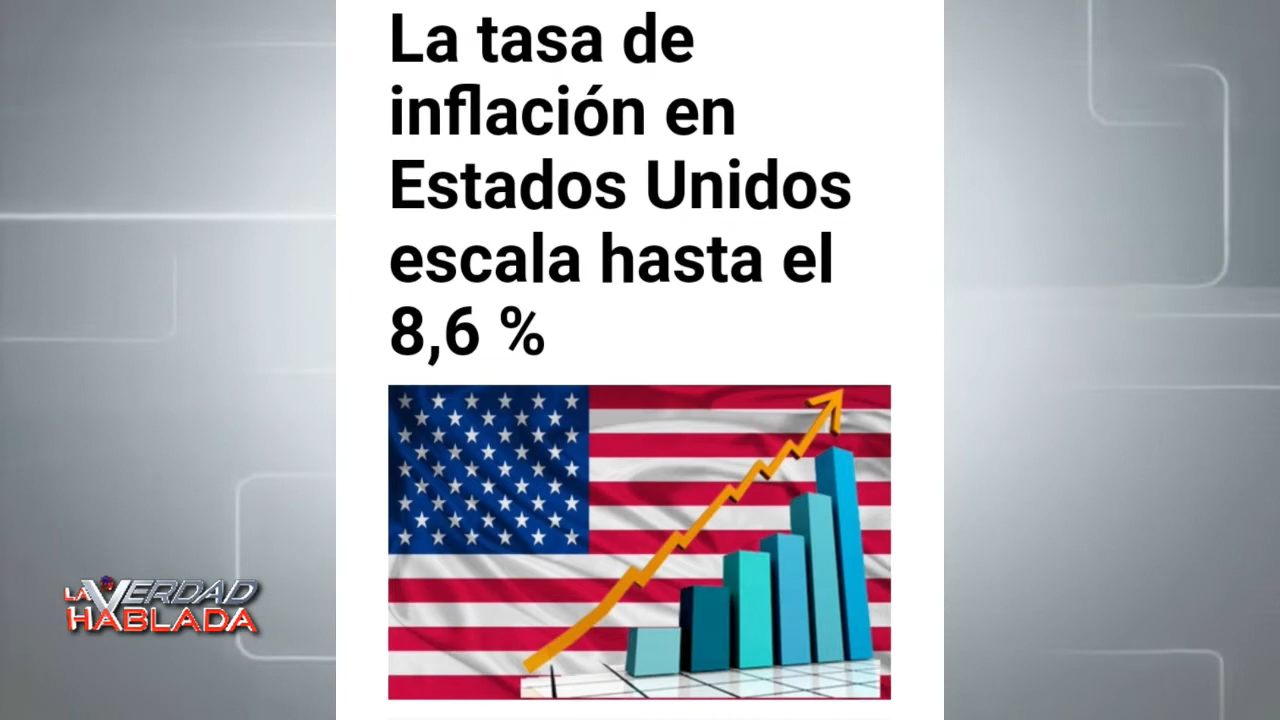 La tasa de
inflación en
Estados Unidos
escala hasta el
8,6 %
LA VERDAD
HABLADA